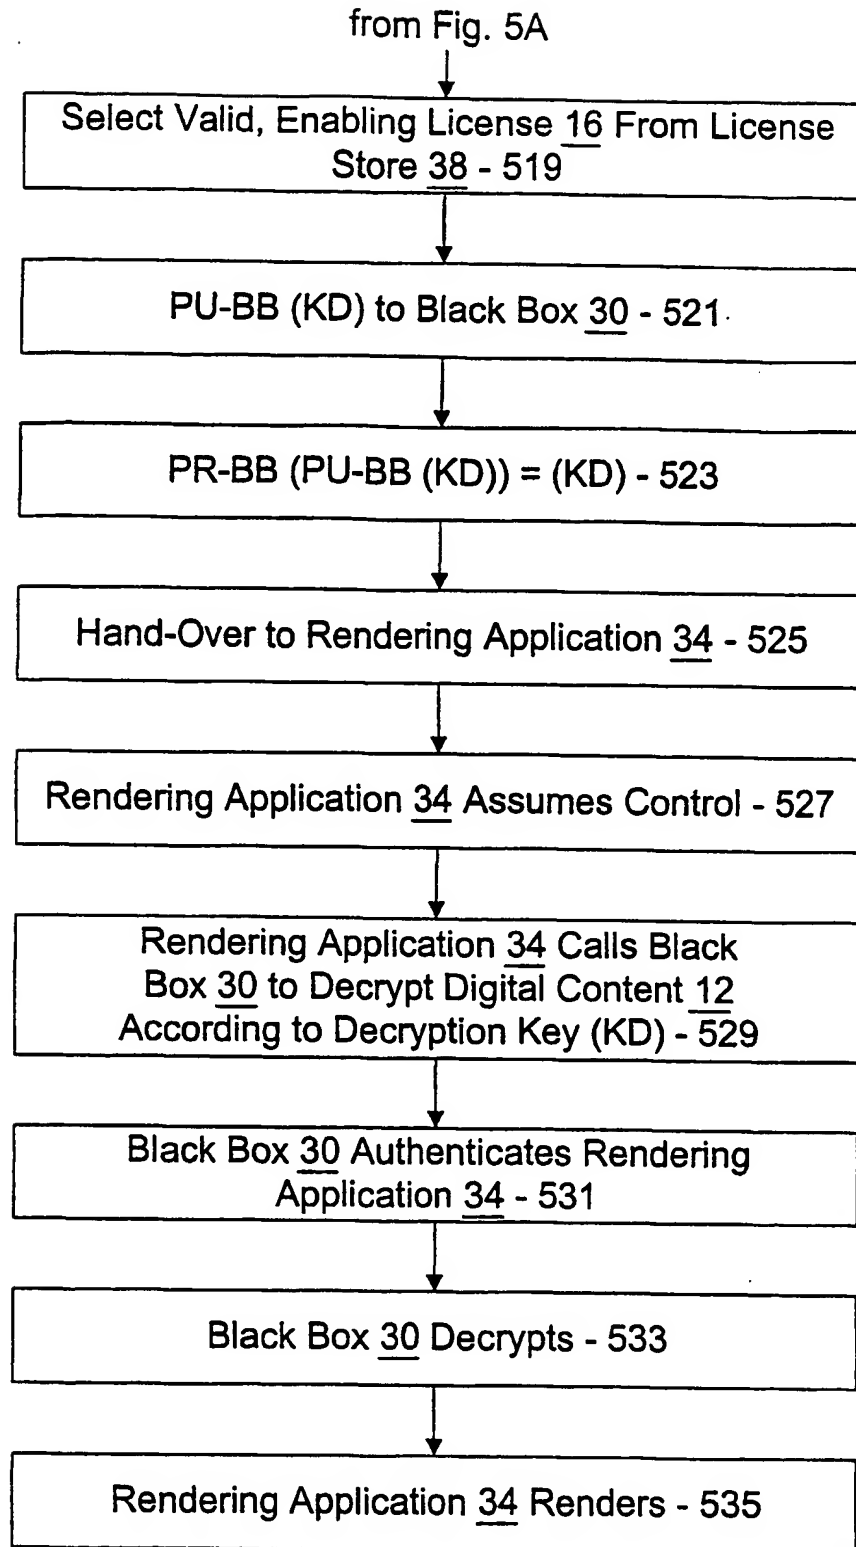 from Fig. 5A
Select Valid, Enabling License 16 From License
Store 38 - 519
PU-BB (KD) to Black Box 30 - 521
PR-BB (PU-BB (KD)) = (KD) - 523
Hand-Over to Rendering Application 34 - 525
Rendering Application 34 Assumes Control - 527
Rendering Application 34 Calls Black
Box 30 to Decrypt Digital Content 12
According to Decryption Key (KD) - 529
Black Box 30 Authenticates Rendering
Application 34 - 531
Black Box 30 Decrypts - 533
Rendering Application 34 Renders - 535